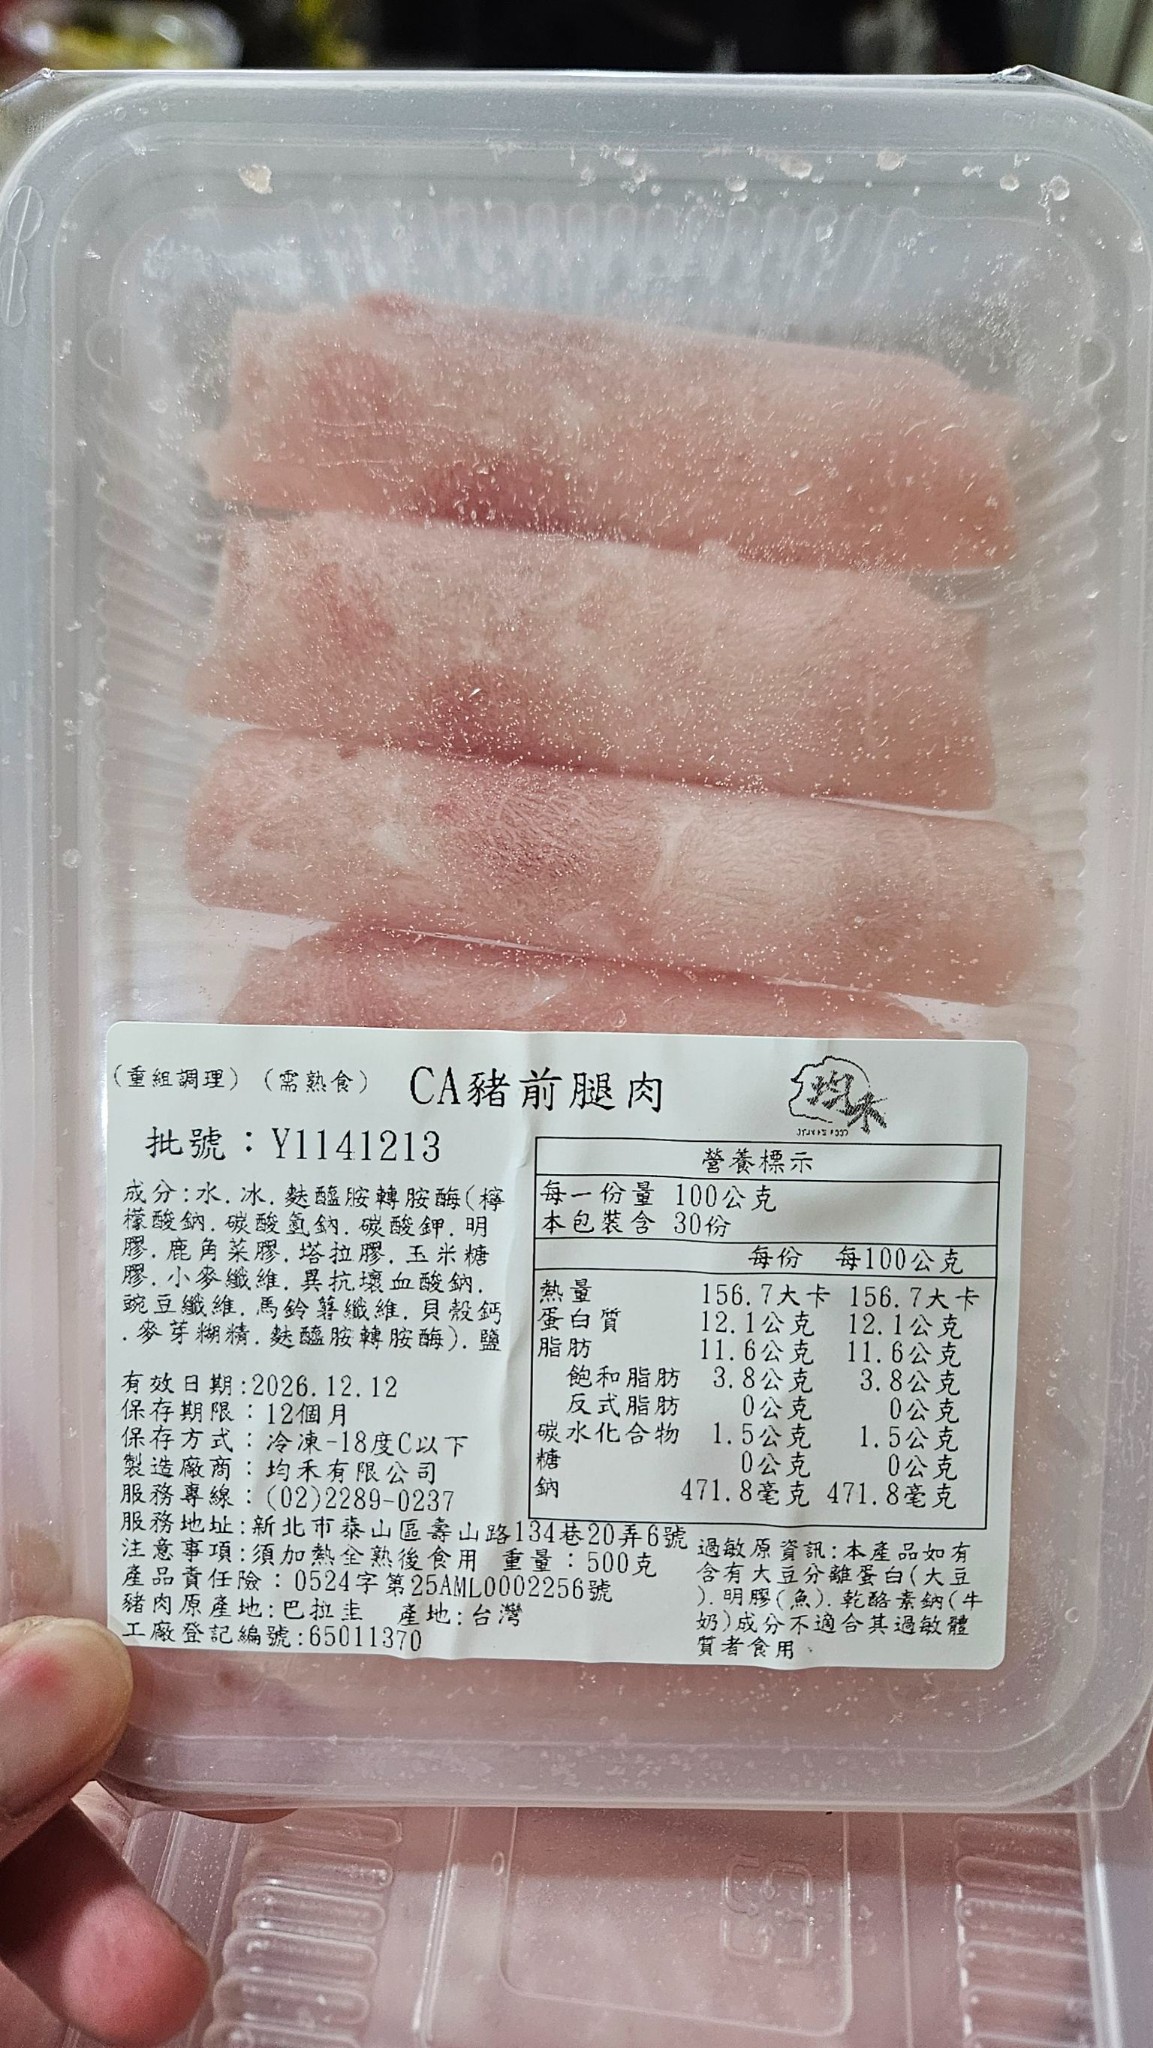 (重組調理)(需熟食) CA豬前腿肉
均禾
批號：Y1141213
成分:水.冰.麩醯胺轉胺酶(檸
檬酸鈉.碳酸氫鈉.碳酸鉀.明
膠.鹿角菜膠.塔拉膠.玉米糖
膠.小麥纖維.異抗壞血酸鈉.
豌豆纖維.馬鈴薯纖維.貝殼鈣
.麥芽糊精.麩醯胺轉胺酶).鹽
有效日期:2026.12.12
保存期限：12個月
保存方式：冷凍-18度C以下
製造廠商：均禾有限公司
服務專線：(02)2289-0237
服務地址:新北市泰山區壽山路134巷20弄6號
注意事項:須加熱全熟後食用 重量：500克
產品責任險：0524字第25AML0002256號
豬肉原產地:巴拉圭 產地:台灣
工廠登記編號:65011370
營養標示
每一份量 100公克
本包裝含 30份
每份 每100公克
熱量 156.7大卡 156.7大卡
蛋白質 12.1公克 12.1公克
脂肪 11.6公克 11.6公克
飽和脂肪 3.8公克 3.8公克
反式脂肪 0公克 0公克
碳水化合物 1.5公克 1.5公克
糖 0公克 0公克
鈉 471.8毫克 471.8毫克
過敏原資訊:本產品如有
含有大豆分離蛋白(大豆
).明膠(魚).乾酪素鈉(牛
奶)成分不適合其過敏體
質者食用、